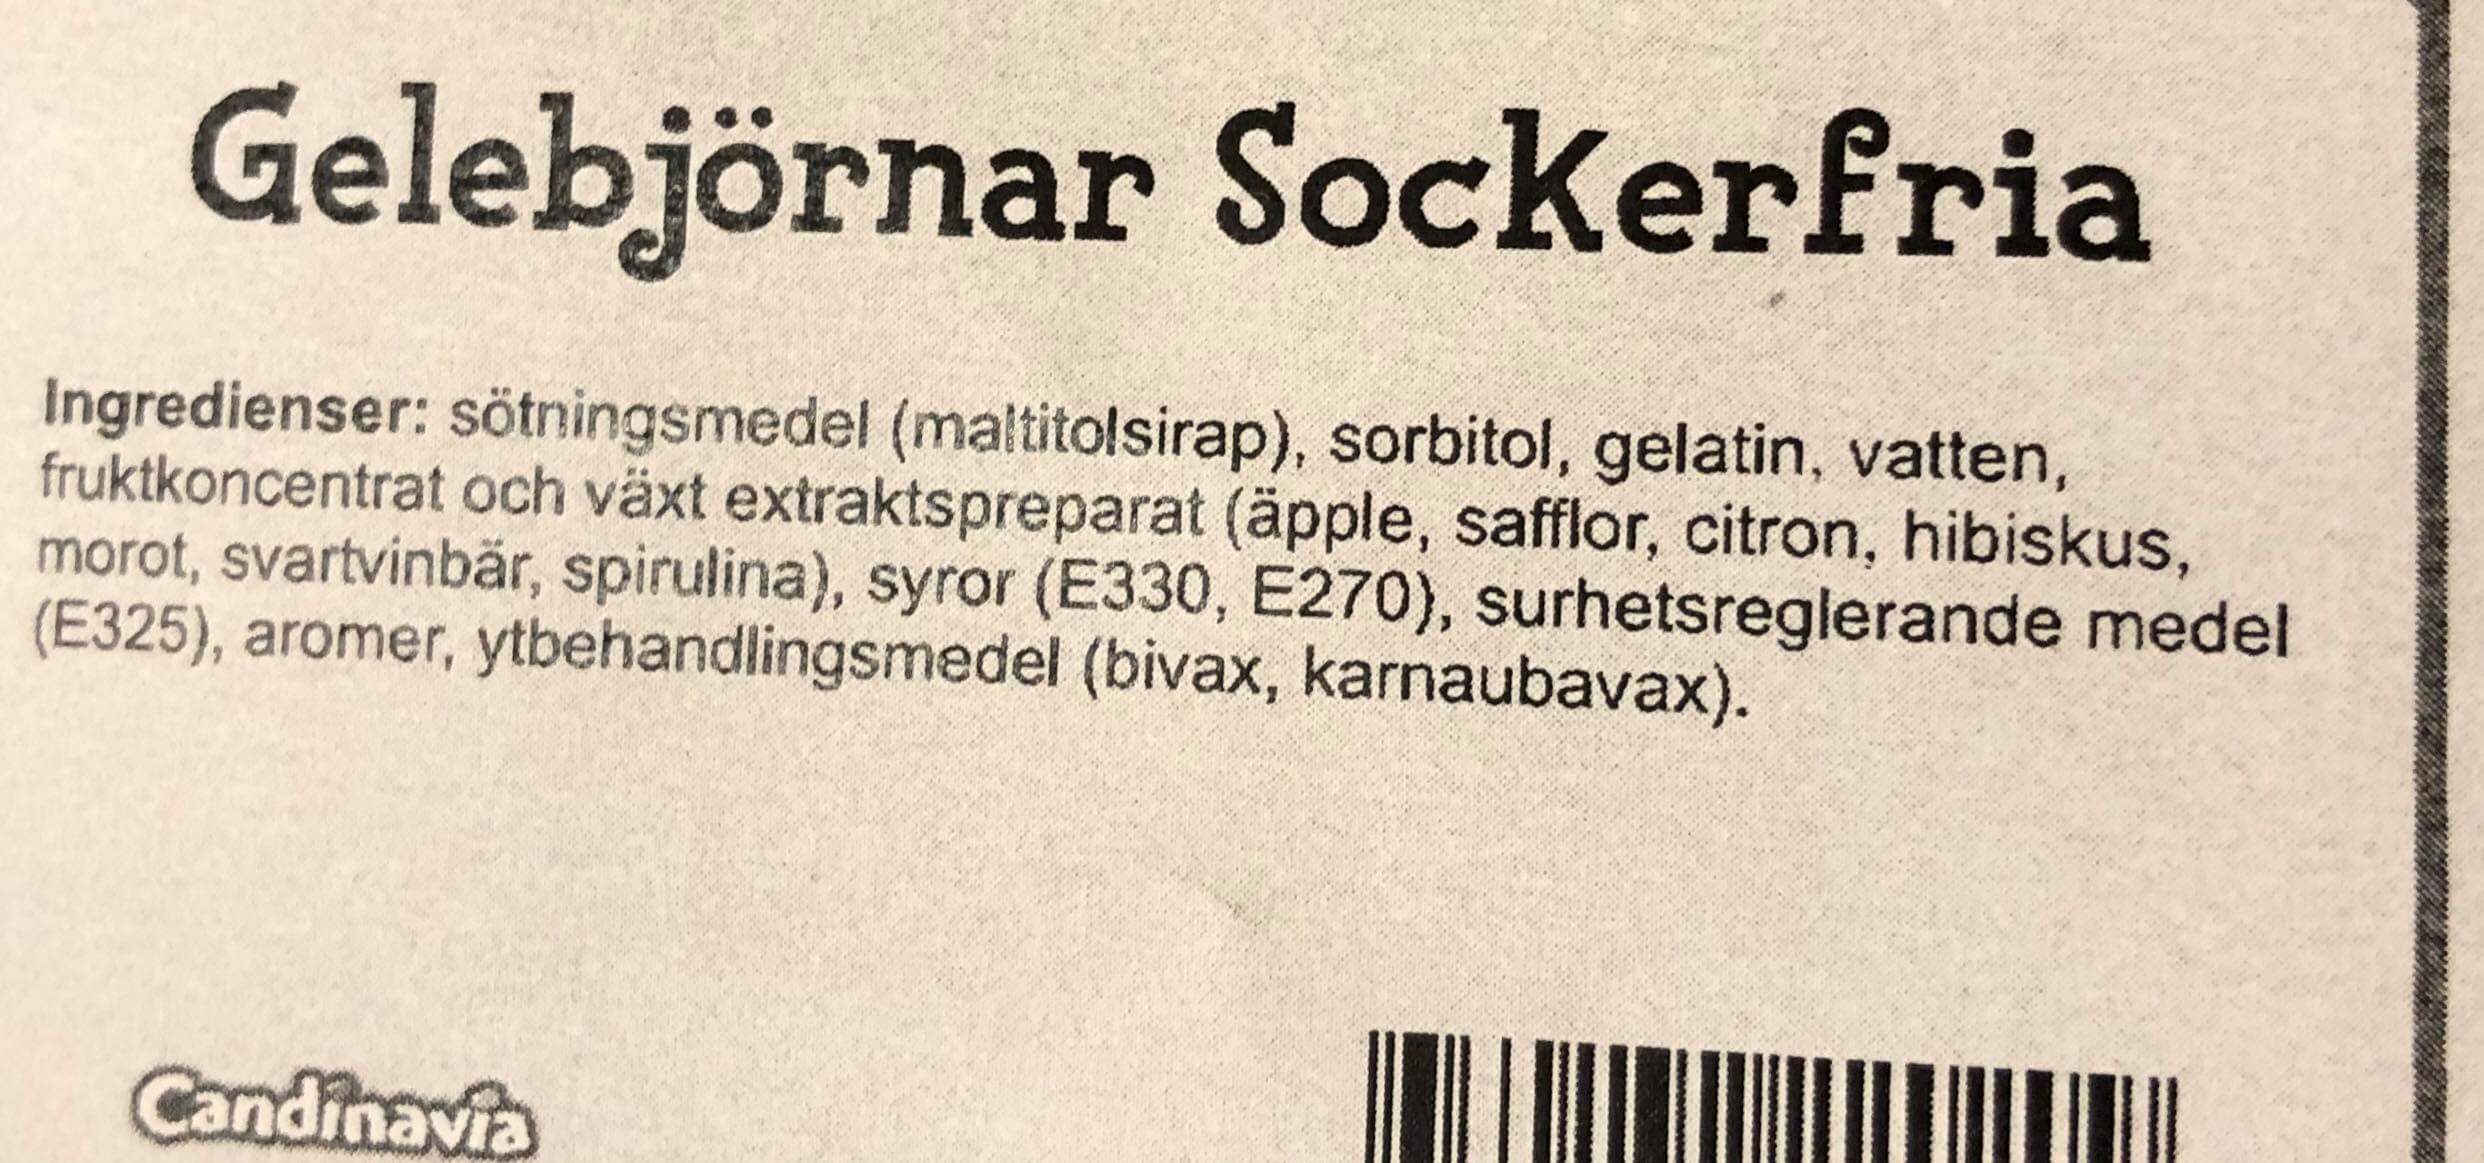 Gelebjörnar Sockerfria
Ingredienser: sötningsmedel (maltitolsirap), sorbitol, gelatin, vatten,
fruktkoncentrat och växt extraktspreparat (äpple, safflor, citron, hibiskus,
morot, svartvinbär, spirulina), syror (E330, E270), surhetsreglerande medel
(E325), aromer, ytbehandlingsmedel (bivax, karnaubavax).
Candinavia